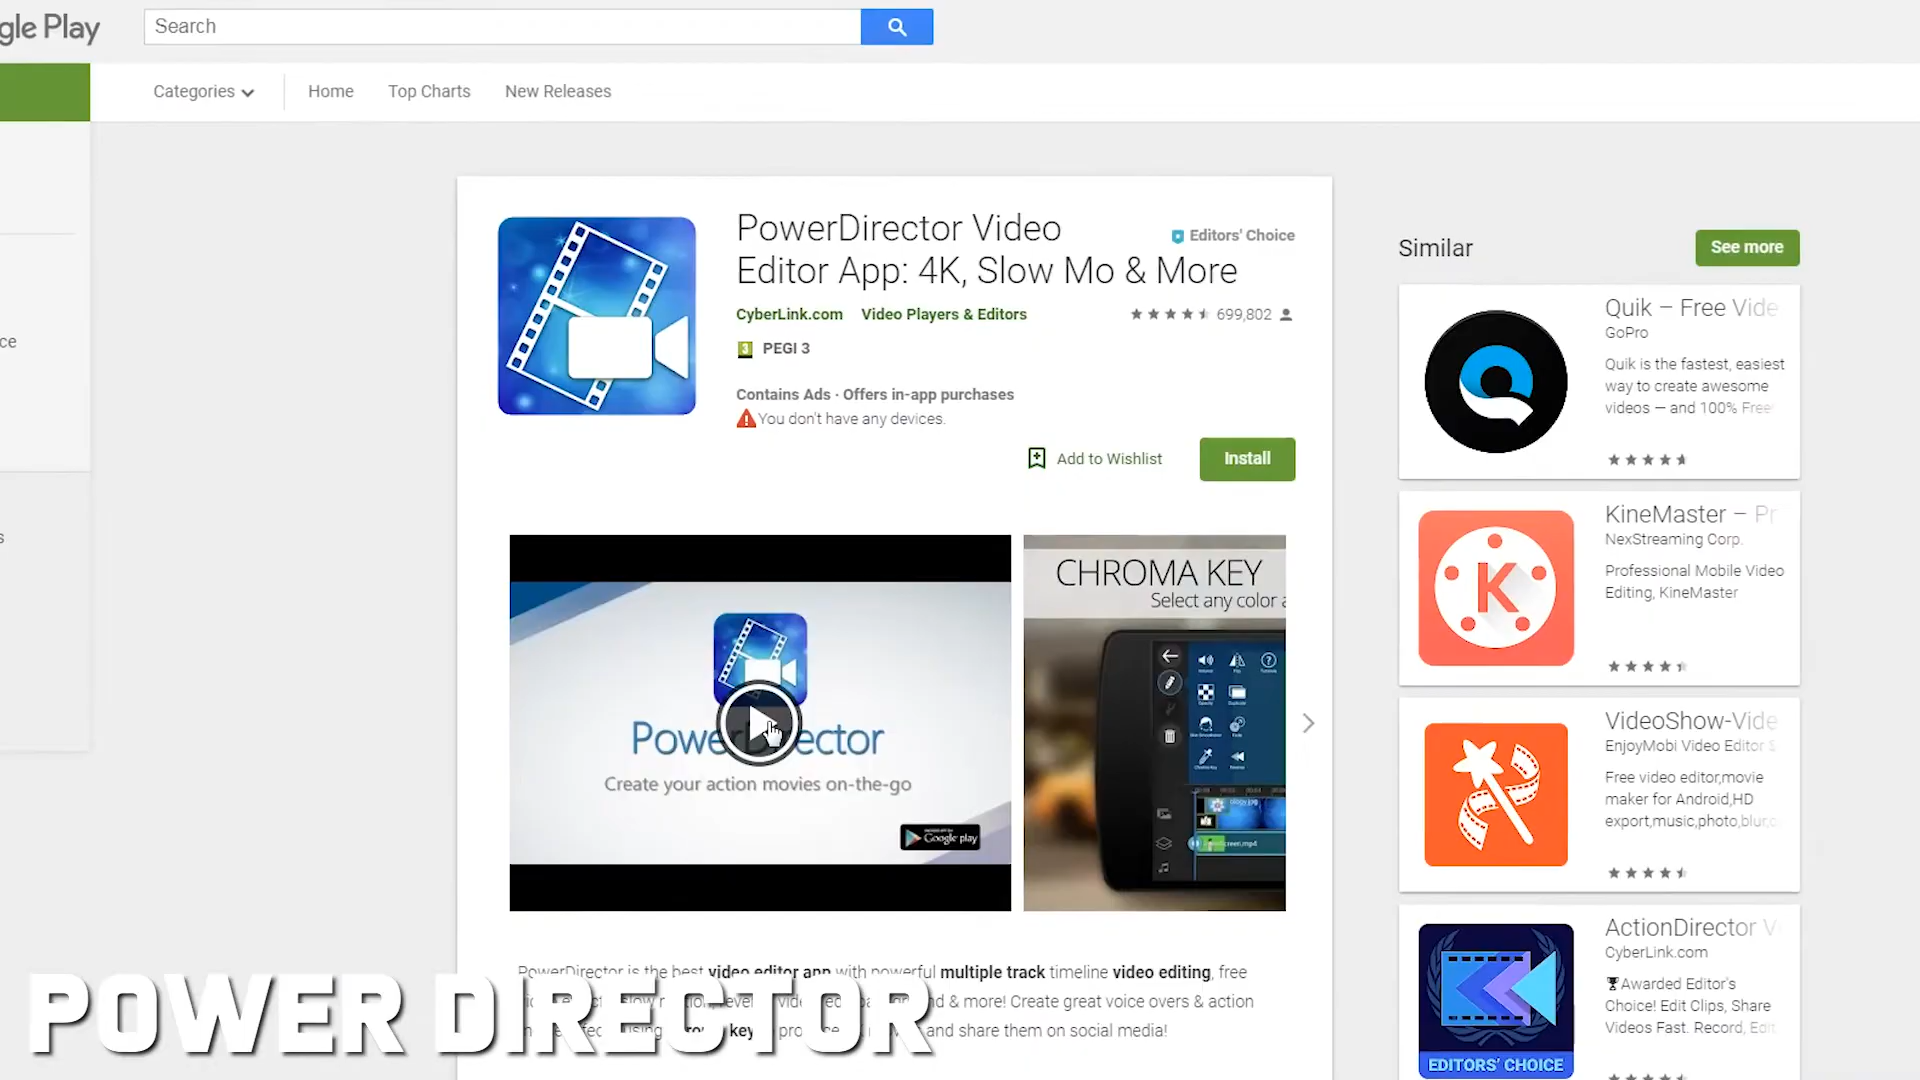 gle Play
Search
Categories
Home
Top Charts
New Releases
ce
s
PowerDirector Video
Editor App: 4K, Slow Mo & More
Editors' Choice
CyberLink.com
Video Players & Editors
699,802
3
PEGI 3
Contains Ads · Offers in-app purchases
You don't have any devices.
Add to Wishlist
Install
PowerDirector
Create your action movies on-the-go
Google play
CHROMA KEY
Select any color a
PowerDirector is the best video editor app with powerful multiple track timeline video editing, free
nd & more! Create great voice overs & action
and share them on social media!
POWER DIRECTOR
Similar
See more
Quik – Free Vide
GoPro
Quik is the fastest, easiest
way to create awesome
videos — and 100% Free
KineMaster – Pr
NexStreaming Corp.
Professional Mobile Video
Editing, KineMaster
K
VideoShow-Vide
EnjoyMobi Video Editor S
Free video editor,movie
maker for Android,HD
export,music,photo,blur,c
ActionDirector V
CyberLink.com
Awarded Editor's
Choice! Edit Clips, Share
Videos Fast. Record, Edit
EDITORS' CHOICE